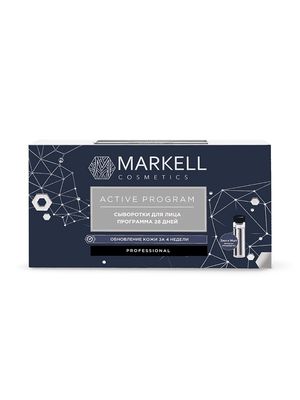 MARKELL
COSMETICS
ACTIVE PROGRAM
СЫВОРОТКИ ДЛЯ ЛИЦА
ПРОГРАММА 28 ДНЕЙ
ОБНОВЛЕНИЕ КОЖИ ЗА 4 НЕДЕЛИ
PROFESSIONAL